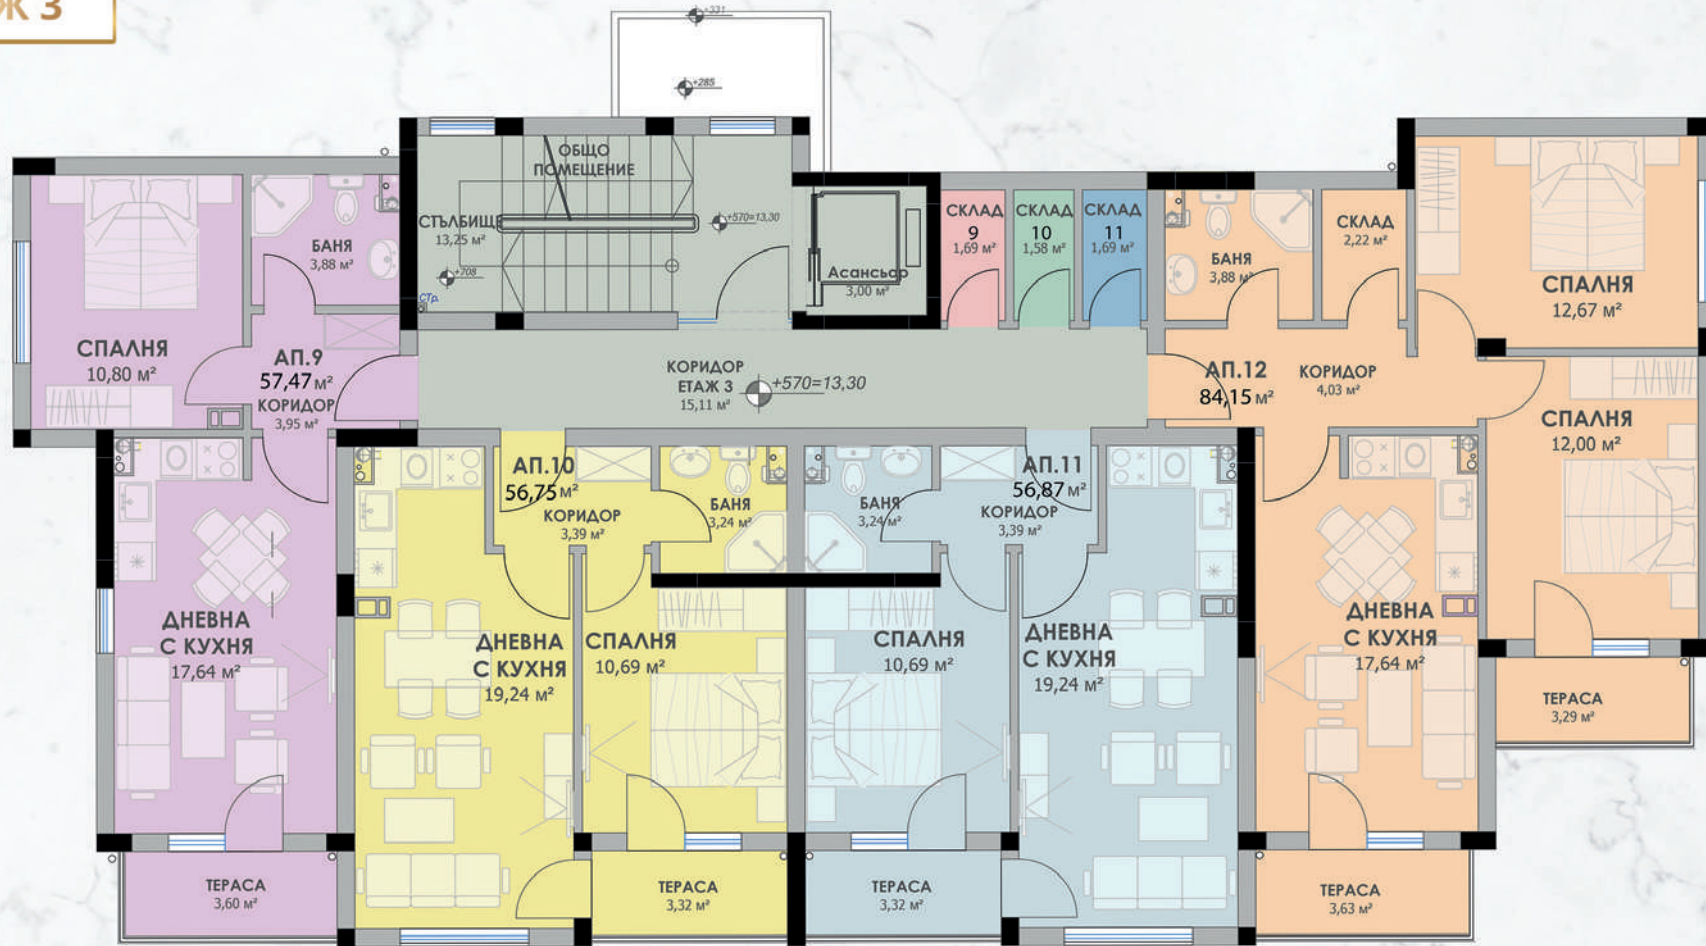 Ж 3
+331
+285
ОБЩО
ПОМЕЩЕНИЕ
СТЪЛБИЩЕ
13,25 м²
+570=13,30
+708
СТр.
Асансьор
3,00 м²
СКЛАД
9
1,69 м²
СКЛАД
10
1,58 м²
СКЛАД
11
1,69 м²
БАНЯ
3,88 м²
СКЛАД
2,22 м²
СПАЛНЯ
12,67 м²
БАНЯ
3,88 м²
СПАЛНЯ
10,80 м²
АП.9
57,47 м²
КОРИДОР
3,95 м²
КОРИДОР
ЕТАЖ 3
15,11 м²
+570=13,30
АП.12
84,15 м²
КОРИДОР
4,03 м²
СПАЛНЯ
12,00 м²
АП.10
56,75 м²
КОРИДОР
3,39 м²
БАНЯ
3,24 м²
БАНЯ
3,24 м²
АП.11
56,87 м²
КОРИДОР
3,39 м²
ДНЕВНА
С КУХНЯ
17,64 м²
ДНЕВНА
С КУХНЯ
19,24 м²
СПАЛНЯ
10,69 м²
СПАЛНЯ
10,69 м²
ДНЕВНА
С КУХНЯ
19,24 м²
ДНЕВНА
С КУХНЯ
17,64 м²
ТЕРАСА
3,29 м²
ТЕРАСА
3,60 м²
ТЕРАСА
3,32 м²
ТЕРАСА
3,32 м²
ТЕРАСА
3,63 м²